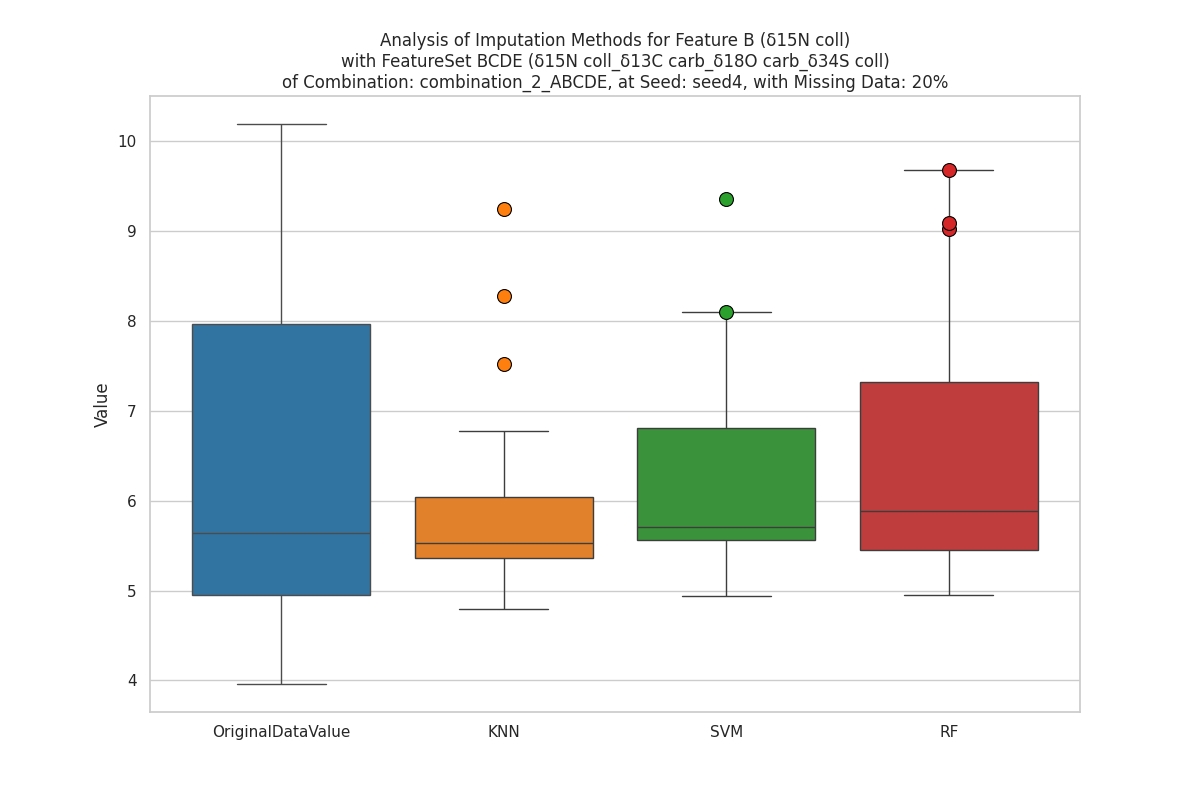 Analysis of Imputation Methods for Feature B (δ15N coll)
with FeatureSet BCDE (δ15N coll_δ13C carb_δ18O carb_δ34S coll)
of Combination: combination_2_ABCDE, at Seed: seed4, with Missing Data: 20%
10
9
8
7
6
5
4
Value
OriginalDataValue
KNN
SVM
RF